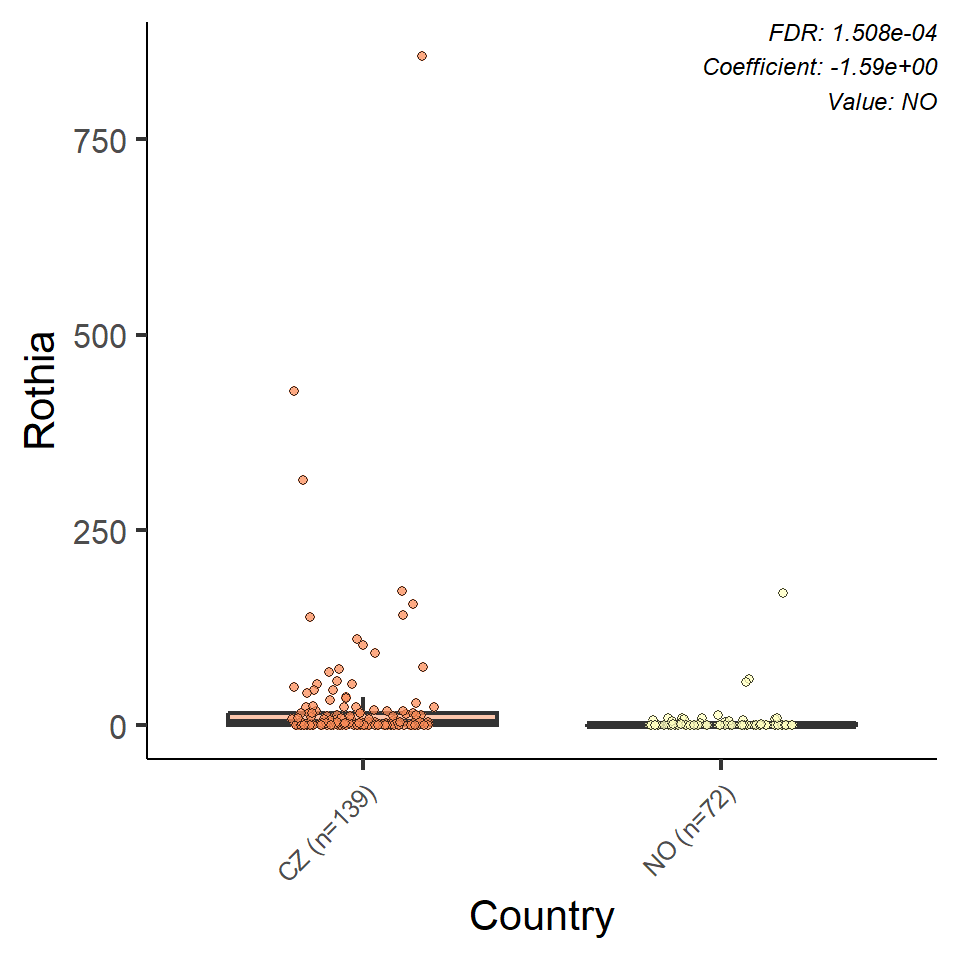 FDR: 1.508e-04
Coefficient: -1.59e+00
Value: NO
750
500
250
0
Rothia
CZ (n=139)
NO (n=72)
Country